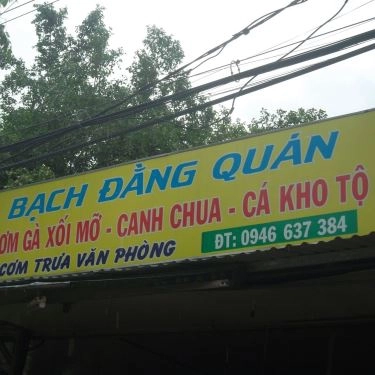 BẠCH ĐẰNG QUÁN
CƠM GÀ XỐI MỠ - CANH CHUA - CÁ KHO TỘ
CƠM TRƯA VĂN PHÒNG
ĐT: 0946 637 384